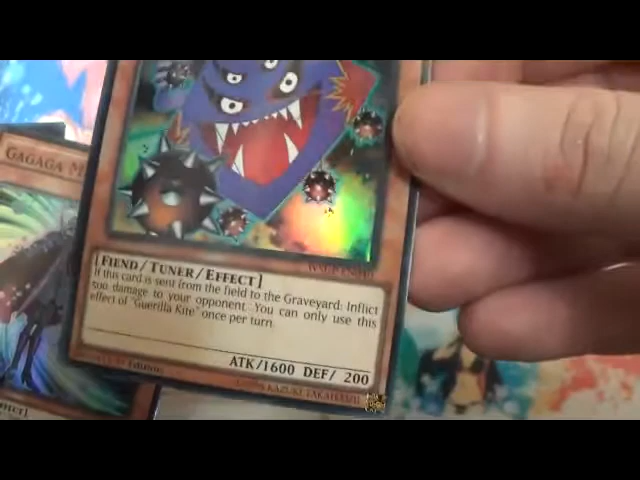 GAGAGA M
[FIEND/TUNER/EFFECT]
If this card is sent from the field to the Graveyard: Inflict
500 damage to your opponent. You can only use this
effect of "Guerilla Kite" once per turn.
ATK/1600 DEF/ 200
Edition
KAZUKI TAKAHASHI